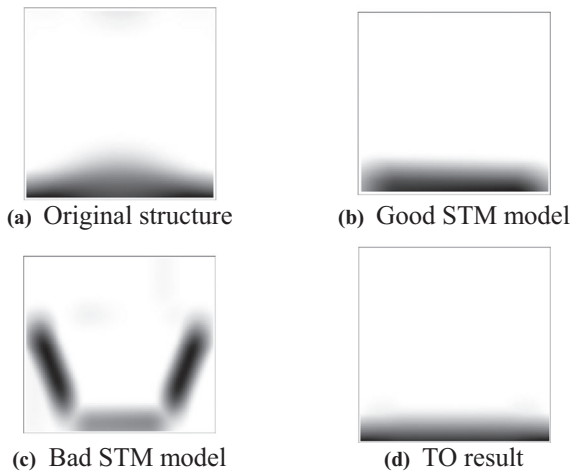 (a) Original structure
(b) Good STM model
(c) Bad STM model
(d) TO result